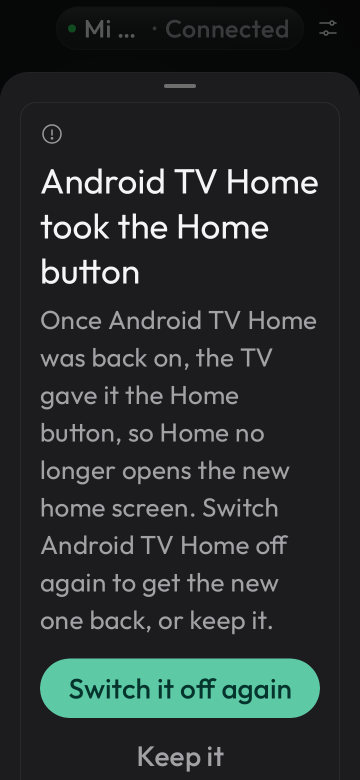 Mi ... · Connected
Android TV Home
took the Home
button
Once Android TV Home
was back on, the TV
gave it the Home
button, so Home no
longer opens the new
home screen. Switch
Android TV Home off
again to get the new
one back, or keep it.
Switch it off again
Keep it